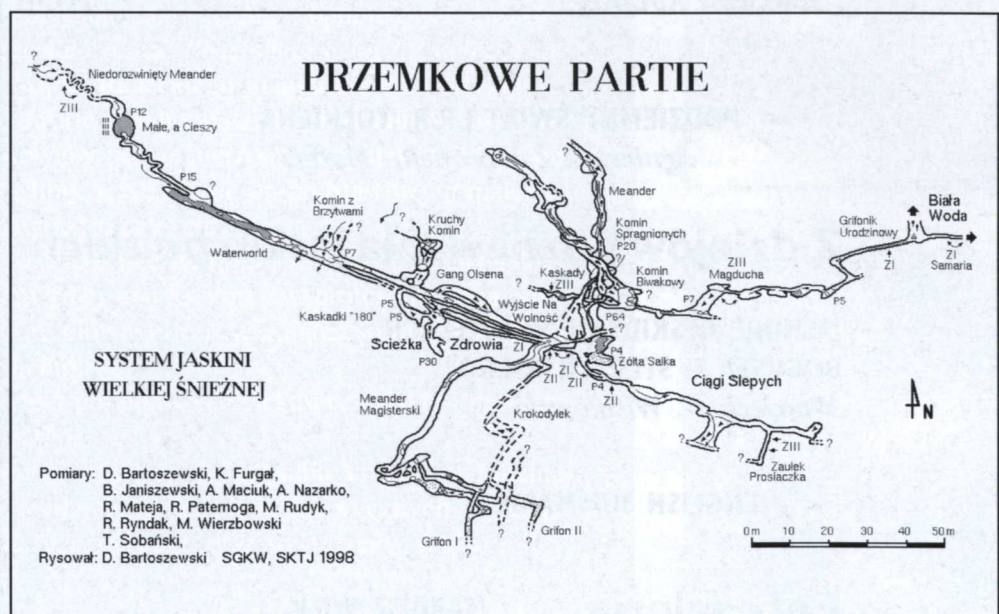 PRZEMKOWE PARTIE
?
Niedorozwinięty Meander
ZIII
P12
Małe, a Cieszy
P15
?
Komin z
Brzytwami
?
?
Kruchy
Komin
Waterworld
P7
Gang Olsena
P5
P5
Kaskadki "180"
Scieżka Zdrowia
P30
ZI
?
Meander
Komin
Spragnionych
P20
?
Kaskady
ZIII
?
Wyjście Na
Wolność
Komin
Biwakowy
?
P64
?
P4
Żółta Salka
ZI
ZII
ZII
P4
ZII
Ciągi Slepych
ZIII
Magducha
P7
?
P5
Grifonik
Urodzinowy
Biała
Woda
ZI
ZI
Samaria
SYSTEM JASKINI
WIELKIEJ ŚNIEŻNEJ
Meander
Magisterski
Krokodylek
?
?
ZIII
?
?
Zaułek
Prosiaczka
N
Grifon I
?
Grifon II
?
Pomiary: D. Bartoszewski, K. Furgał,
B. Janiszewski, A. Maciuk, A. Nazarko,
R. Mateja, R. Paternoga, M. Rudyk,
R. Ryndak, M. Wierzbowski
T. Sobański,
Rysował: D. Bartoszewski SGKW, SKTJ 1998
0 m 10 20 30 40 50 m